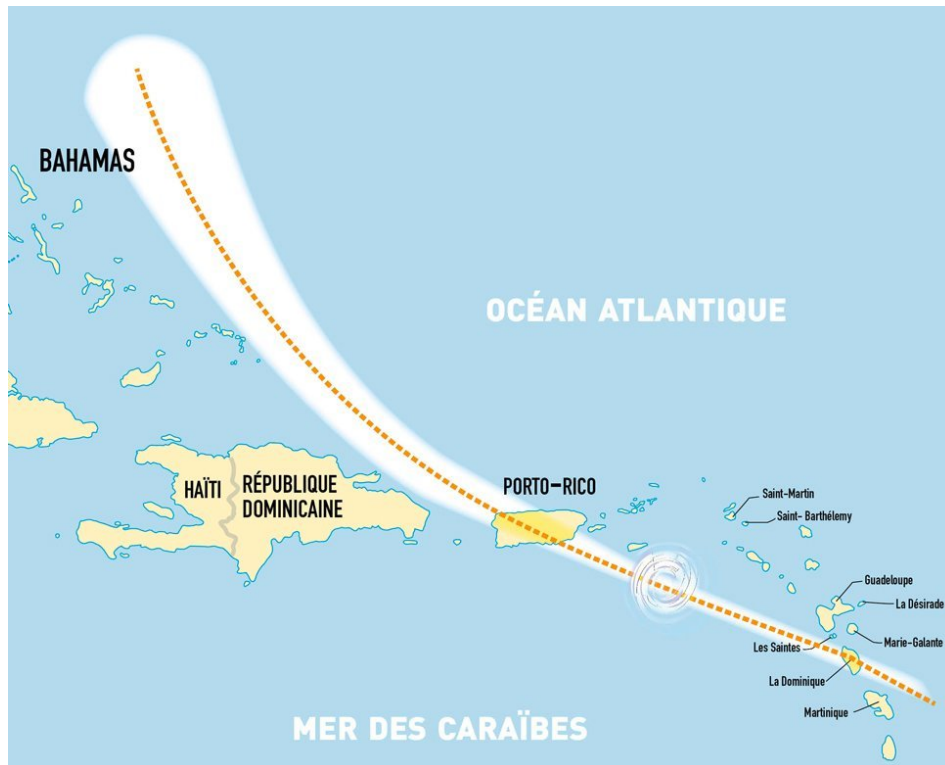 BAHAMAS
OCÉAN ATLANTIQUE
HAÏTI
RÉPUBLIQUE
DOMINICAINE
PORTO-RICO
Saint-Martin
Saint- Barthélemy
Guadeloupe
La Désirade
Les Saintes
Marie-Galante
La Dominique
Martinique
MER DES CARAÏBES